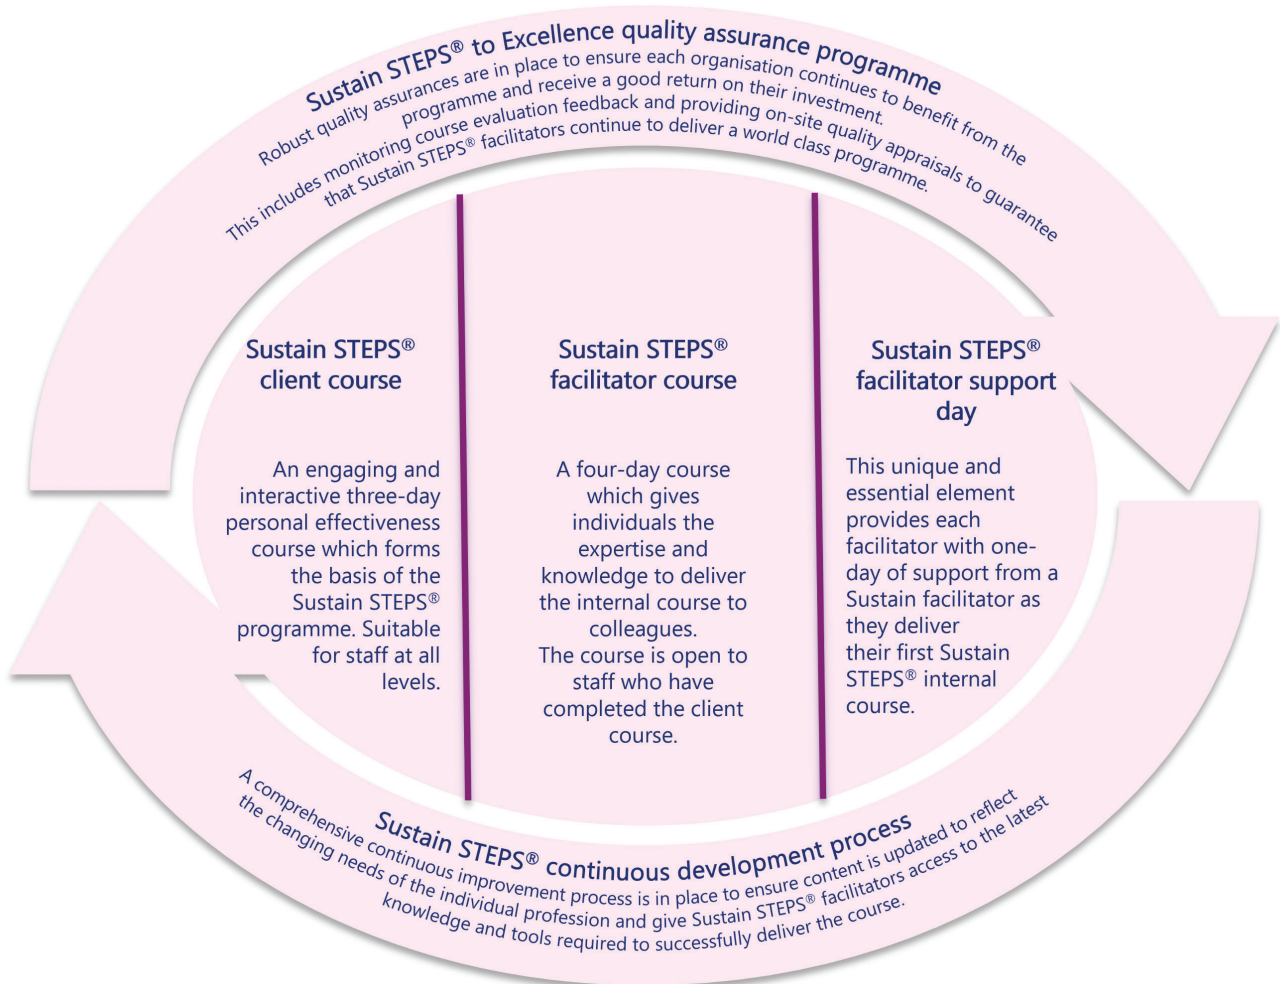 Sustain STEPS® to Excellence quality assurance programme
Robust quality assurances are in place to ensure each organisation continues to benefit from the
programme and receive a good return on their investment.
This includes monitoring course evaluation feedback and providing on-site quality appraisals to guarantee
that Sustain STEPS® facilitators continue to deliver a world class programme.
Sustain STEPS®
client course
An engaging and
interactive three-day
personal effectiveness
course which forms
the basis of the
Sustain STEPS®
programme. Suitable
for staff at all
levels.
Sustain STEPS®
facilitator course
A four-day course
which gives
individuals the
expertise and
knowledge to deliver
the internal course to
colleagues.
The course is open to
staff who have
completed the client
course.
Sustain STEPS®
facilitator support
day
This unique and
essential element
provides each
facilitator with one-
day of support from a
Sustain facilitator as
they deliver
their first Sustain
STEPS® internal
course.
Sustain STEPS® continuous development process
A comprehensive continuous improvement process is in place to ensure content is updated to reflect
the changing needs of the individual profession and give Sustain STEPS® facilitators access to the latest
knowledge and tools required to successfully deliver the course.